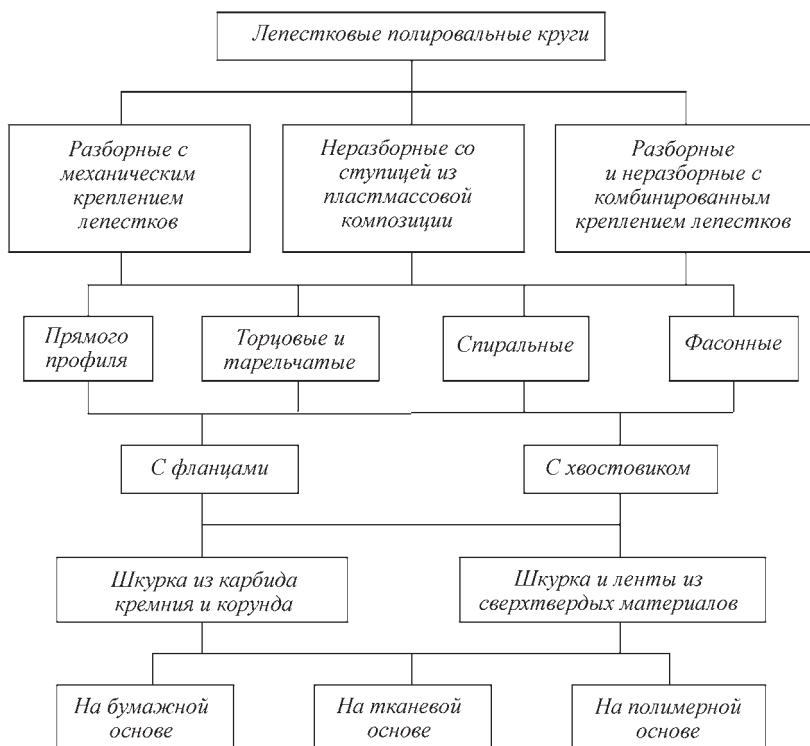 Лепестковые полировальные круги
Разборные с
механическим
креплением
лепестков
Неразборные со
ступицей из
пластмассовой
композиции
Разборные
и неразборные с
комбинированным
креплением лепестков
Прямого
профиля
Торцовые и
тарельчатые
Спиральные
Фасонные
С фланцами
С хвостовиком
Шкурка из карбида
кремния и корунда
Шкурка и ленты из
сверхтвердых материалов
На бумажной
основе
На тканевой
основе
На полимерной
основе